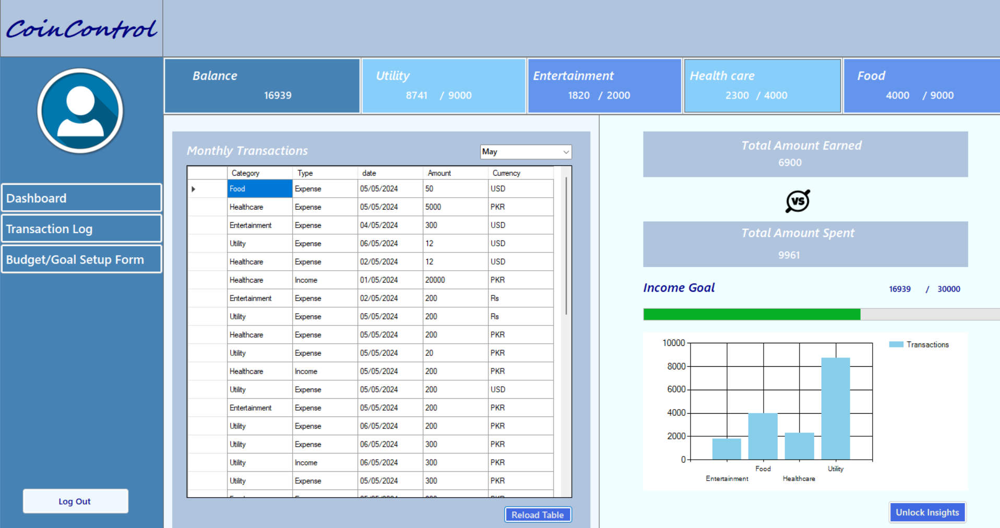 CoinControl
Balance
16939
Utility
8741 / 9000
Entertainment
1820 / 2000
Health care
2300 / 4000
Food
4000 / 9000
Dashboard
Transaction Log
Budget/Goal Setup Form
Log Out
Monthly Transactions
May
Category Type date Amount Currency
Food Expense 05/05/2024 50 USD
Healthcare Expense 05/05/2024 5000 PKR
Entertainment Expense 04/05/2024 300 USD
Utility Expense 06/05/2024 12 USD
Healthcare Expense 02/05/2024 12 USD
Healthcare Income 01/05/2024 20000 PKR
Entertainment Expense 02/05/2024 200 Rs
Utility Expense 05/05/2024 200 Rs
Healthcare Expense 05/05/2024 200 PKR
Utility Expense 05/05/2024 20 PKR
Healthcare Income 05/05/2024 200 PKR
Utility Expense 05/05/2024 200 USD
Entertainment Expense 05/05/2024 200 PKR
Utility Expense 06/05/2024 200 PKR
Utility Expense 06/05/2024 300 PKR
Utility Income 06/05/2024 300 PKR
Utility Expense 05/05/2024 300 PKR
Reload Table
Total Amount Earned
6900
VS
Total Amount Spent
9961
Income Goal 16939 / 30000
10000
8000
6000
4000
2000
0
Transactions
Food Utility
Entertainment Healthcare
Unlock Insights